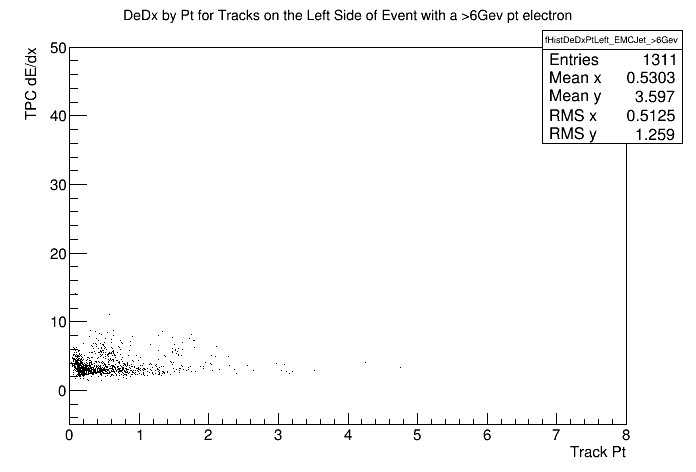 DeDx by Pt for Tracks on the Left Side of Event with a >6Gev pt electron
fHistDeDxPtLeft_EMCJet_>6Gev
Entries 1311
Mean x 0.5303
Mean y 3.597
RMS x 0.5125
RMS y 1.259
TPC dE/dx
50
40
30
20
10
0
0 1 2 3 4 5 6 7 8
Track Pt